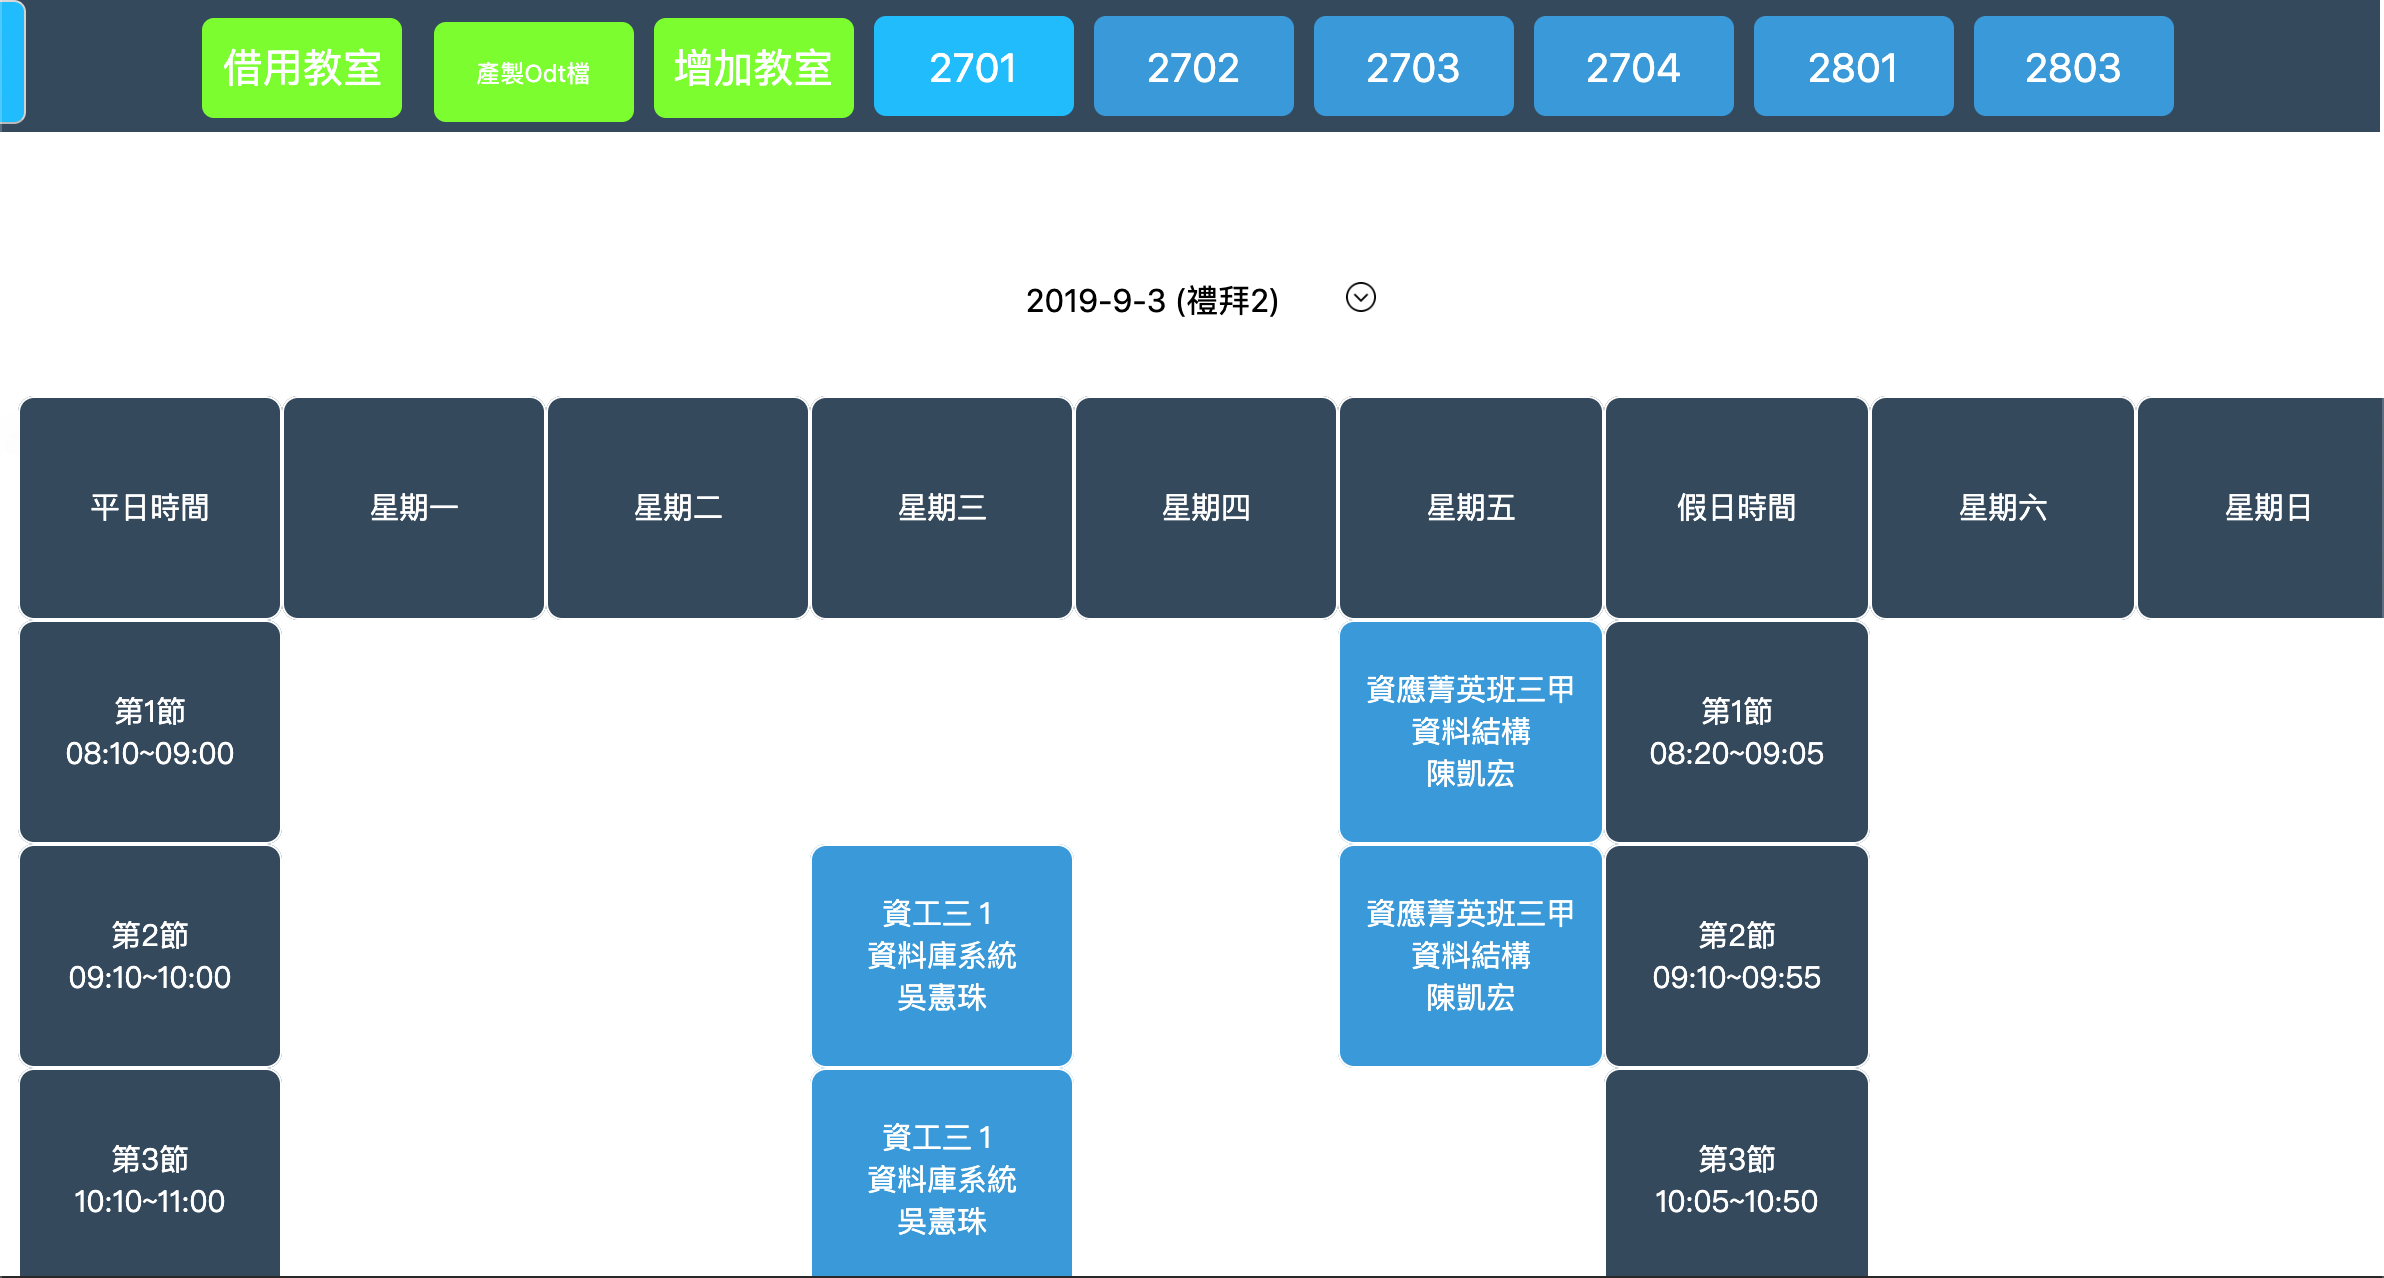 借用教室
產製Odt檔
增加教室
2701
2702
2703
2704
2801
2803
2019-9-3 (禮拜2)
平日時間
星期一
星期二
星期三
星期四
星期五
假日時間
星期六
星期日
第1節
08:10~09:00
資應菁英班三甲
資料結構
陳凱宏
第1節
08:20~09:05
第2節
09:10~10:00
資工三 1
資料庫系統
吳憲珠
資應菁英班三甲
資料結構
陳凱宏
第2節
09:10~09:55
第3節
10:10~11:00
資工三 1
資料庫系統
吳憲珠
第3節
10:05~10:50